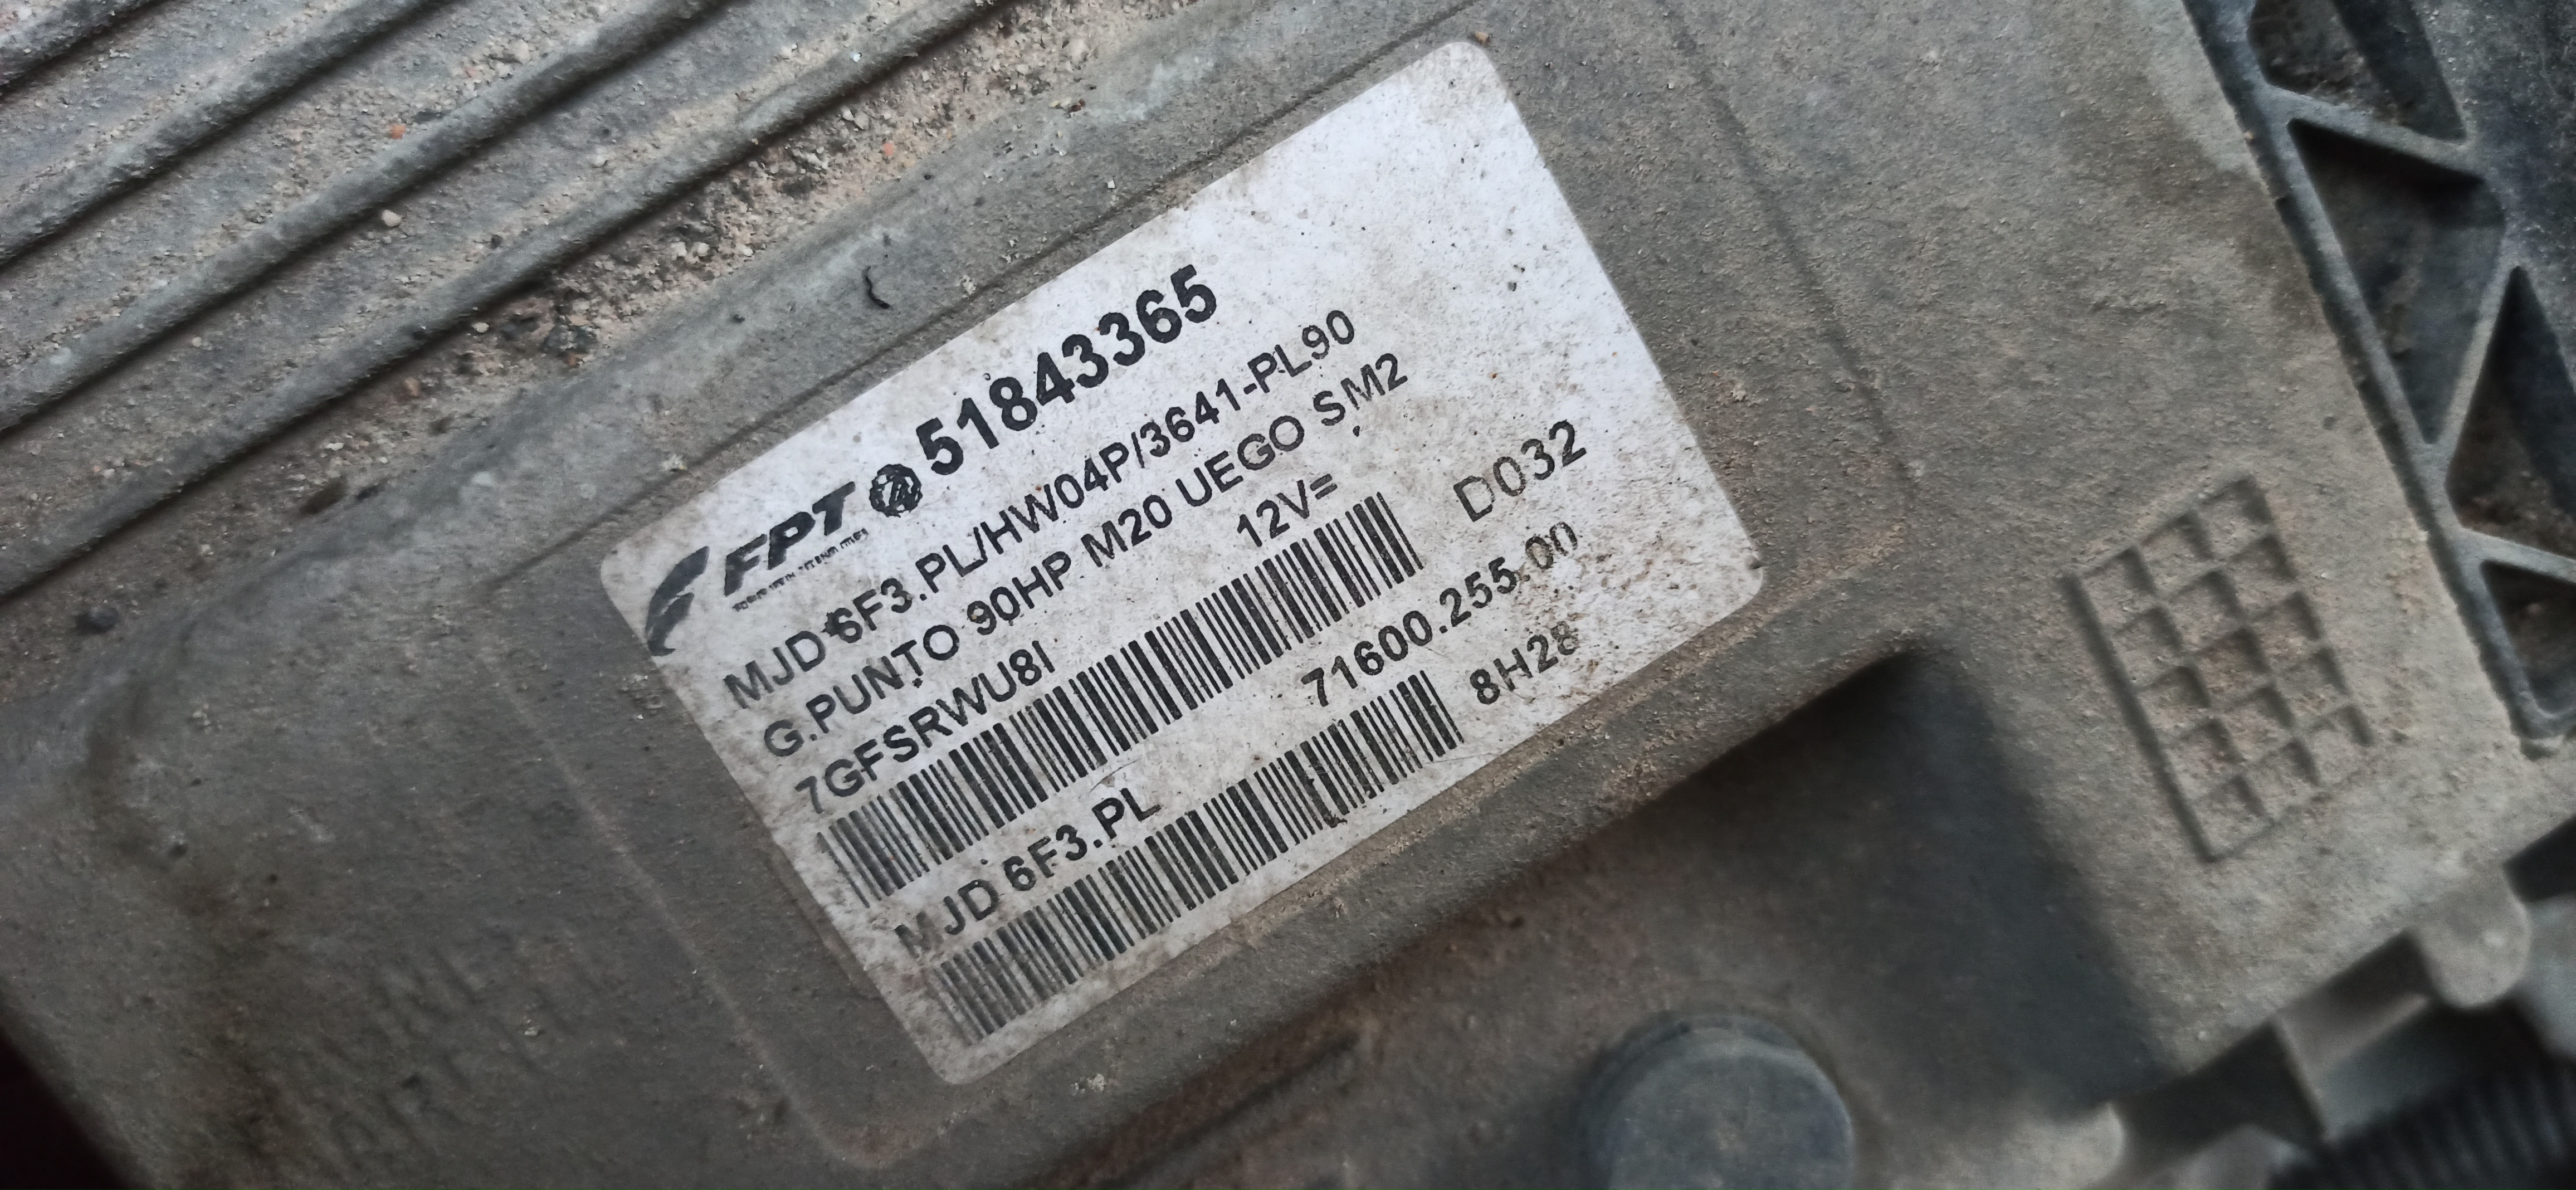 FPT 51843365
MJD 6F3.PL/HW04P/3641-PL90
G.PUNTO 90HP M20 UEGO SM2
7GFSRWU8I 12V=
D032
71600.255.00
MJD 6F3.PL
8H28